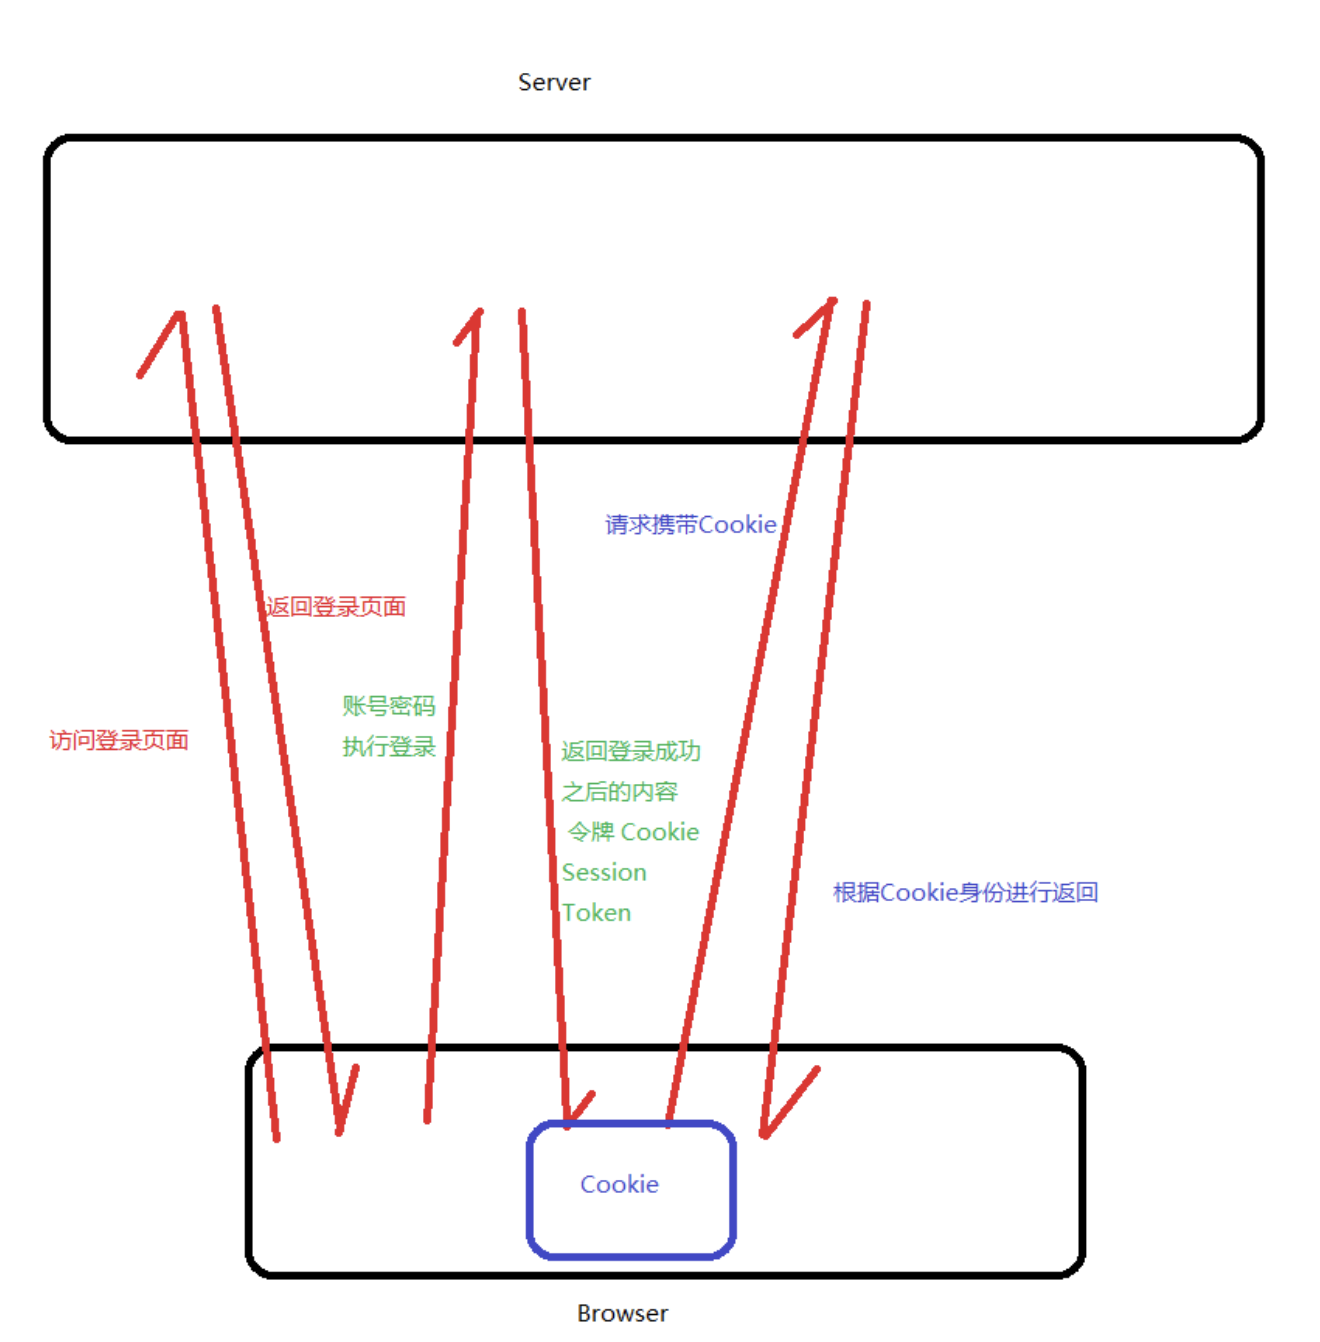 Server
请求携带Cookie
返回登录页面
账号密码
执行登录
访问登录页面
返回登录成功
之后的内容
令牌 Cookie
Session
Token
根据Cookie身份进行返回
Cookie
Browser